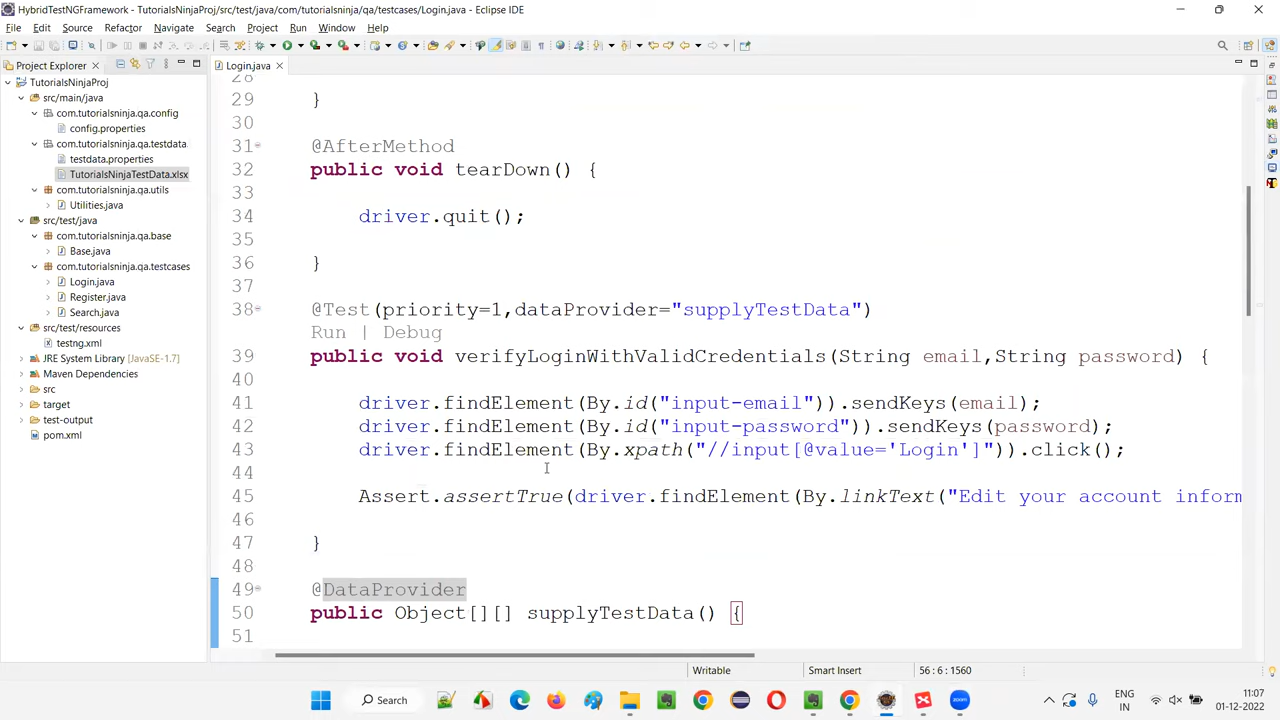 HybridTestNGFramework - TutorialsNinjaProj/src/test/java/com/tutorialsninja/qa/testcases/Login.java - Eclipse IDE
File Edit Source Refactor Navigate Search Project Run Window Help
Project Explorer
Login.java
TutorialsNinjaProj
src/main/java
com.tutorialsninja.qa.config
config.properties
com.tutorialsninja.qa.testdata
testdata.properties
TutorialsNinjaTestData.xlsx
com.tutorialsninja.qa.utils
Utilities.java
src/test/java
com.tutorialsninja.qa.base
Base.java
com.tutorialsninja.qa.testcases
Login.java
Register.java
Search.java
src/test/resources
testng.xml
JRE System Library [JavaSE-1.7]
Maven Dependencies
src
target
test-output
pom.xml
28
29 }
30
31 @AfterMethod
32 public void tearDown() {
33
34 driver.quit();
35
36 }
37
38 @Test(priority=1,dataProvider="supplyTestData")
Run | Debug
39 public void verifyLoginWithValidCredentials(String email,String password) {
40
41 driver.findElement(By.id("input-email")).sendKeys(email);
42 driver.findElement(By.id("input-password")).sendKeys(password);
43 driver.findElement(By.xpath("//input[@value='Login']")).click();
44
45 Assert.assertTrue(driver.findElement(By.linkText("Edit your account inform
46
47 }
48
49 @DataProvider
50 public Object[][] supplyTestData() {
51
Writable Smart Insert 56 : 6 : 1560
Search
zoom
ENG
IN
11:07
01-12-2022